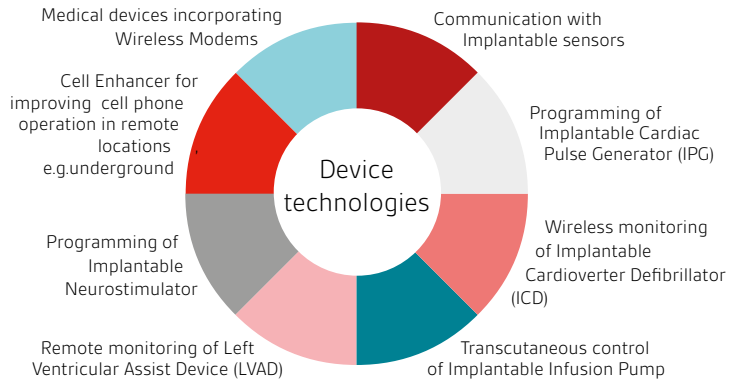 Medical devices incorporating
Wireless Modems
Communication with
Implantable sensors
Cell Enhancer for
improving cell phone
operation in remote
locations
e.g.underground
Programming of
Implantable Cardiac
Pulse Generator (IPG)
Device
technologies
Programming of
Implantable
Neurostimulator
Wireless monitoring
of Implantable
Cardioverter Defibrillator
(ICD)
Remote monitoring of Left
Ventricular Assist Device (LVAD)
Transcutaneous control
of Implantable Infusion Pump